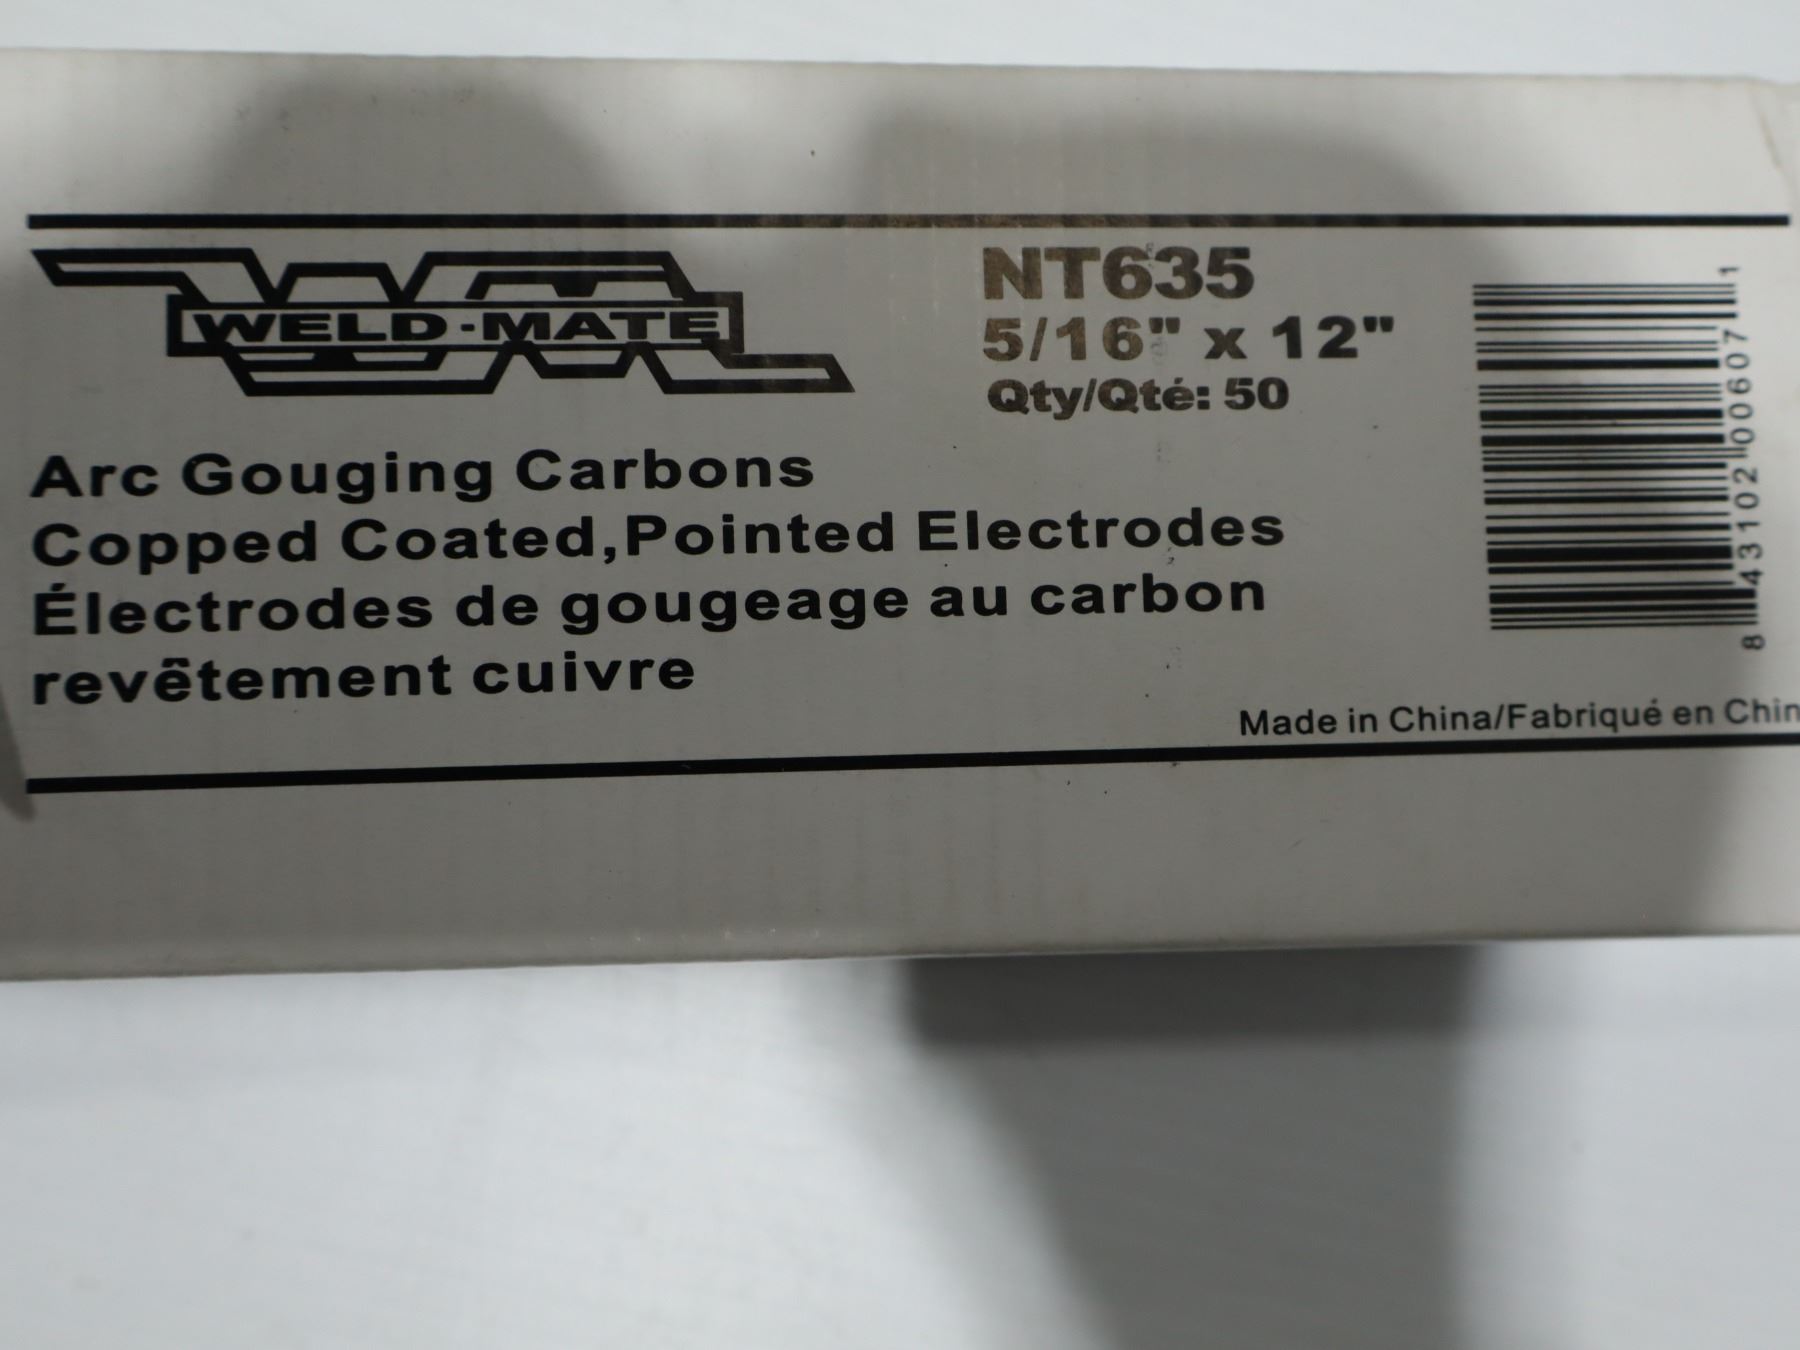 WELD-MATE
NT635
5/16" x 12"
Qty/Qté: 50
Arc Gouging Carbons
Copped Coated,Pointed Electrodes
Électrodes de gougeage au carbon
revêtement cuivre
8 43102 00607 1
Made in China/Fabriqué en Chin